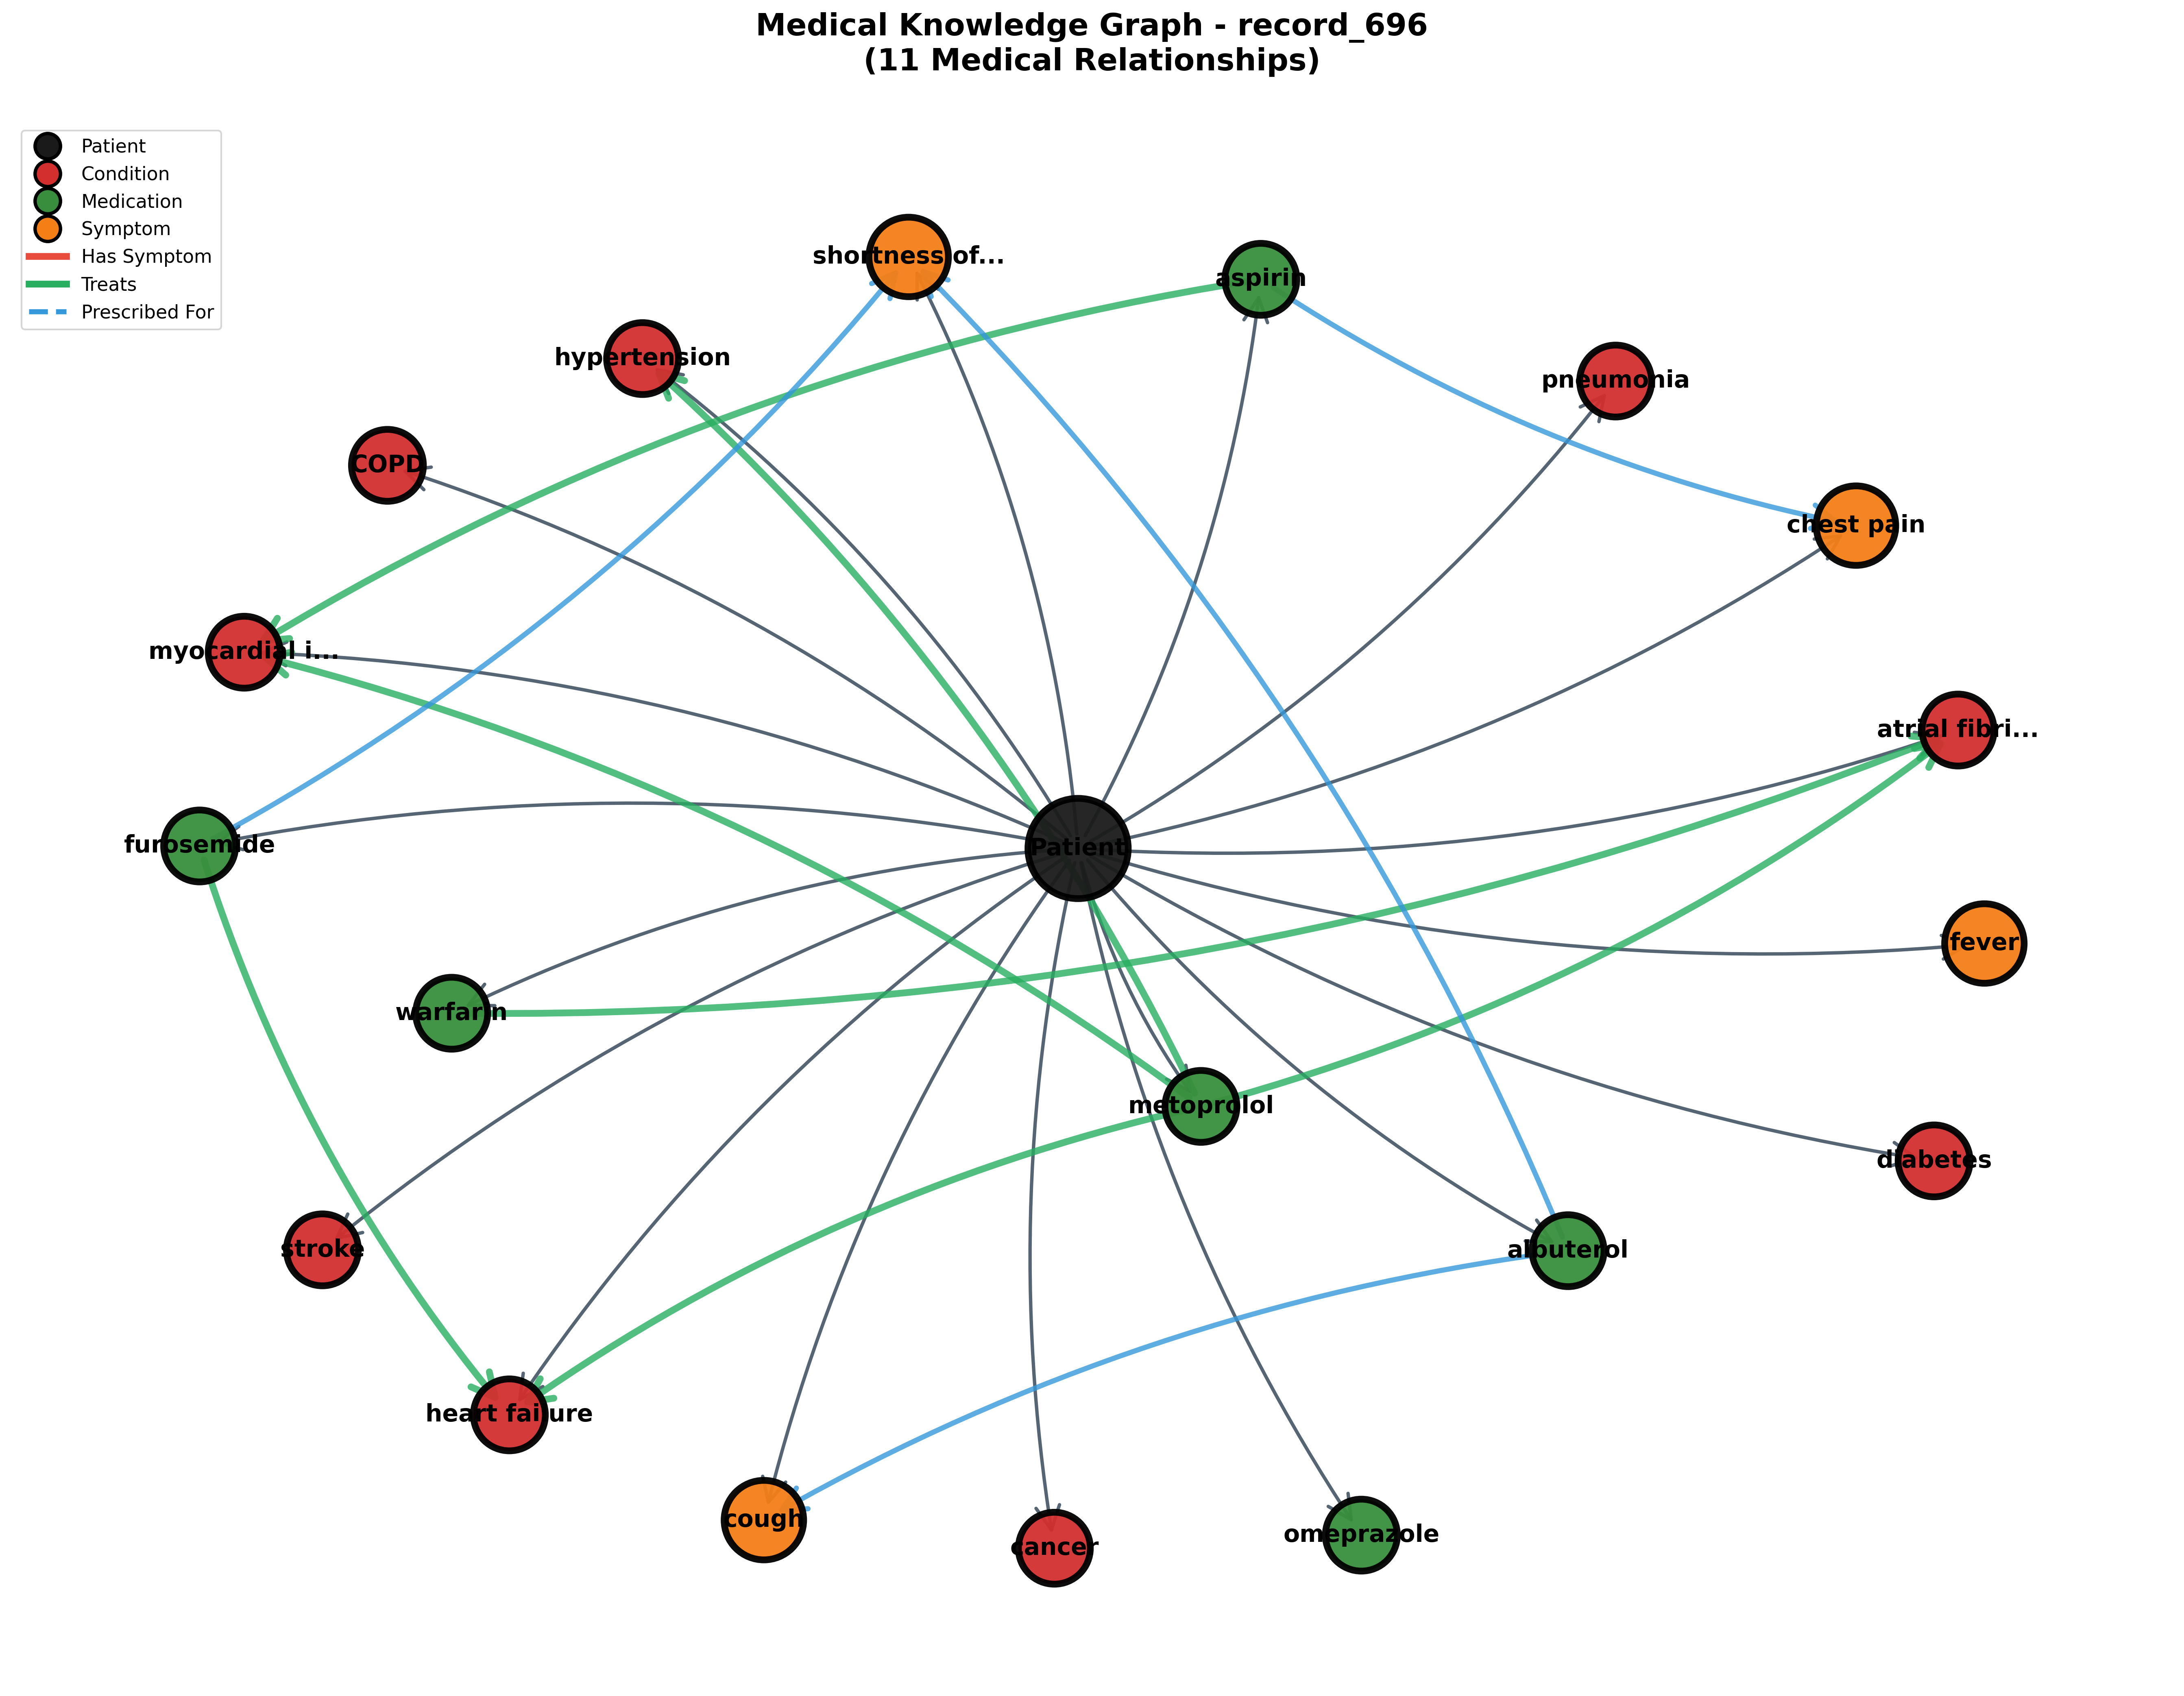 Medical Knowledge Graph - record_696
(11 Medical Relationships)
Patient
Condition
Medication
Symptom
Has Symptom
Treats
Prescribed For
shortness of...
aspirin
hypertension
pneumonia
COPD
chest pain
myocardial i...
atrial fibri...
furosemide
Patient
fever
warfarin
metoprolol
diabetes
stroke
albuterol
heart failure
cough
cancer
omeprazole